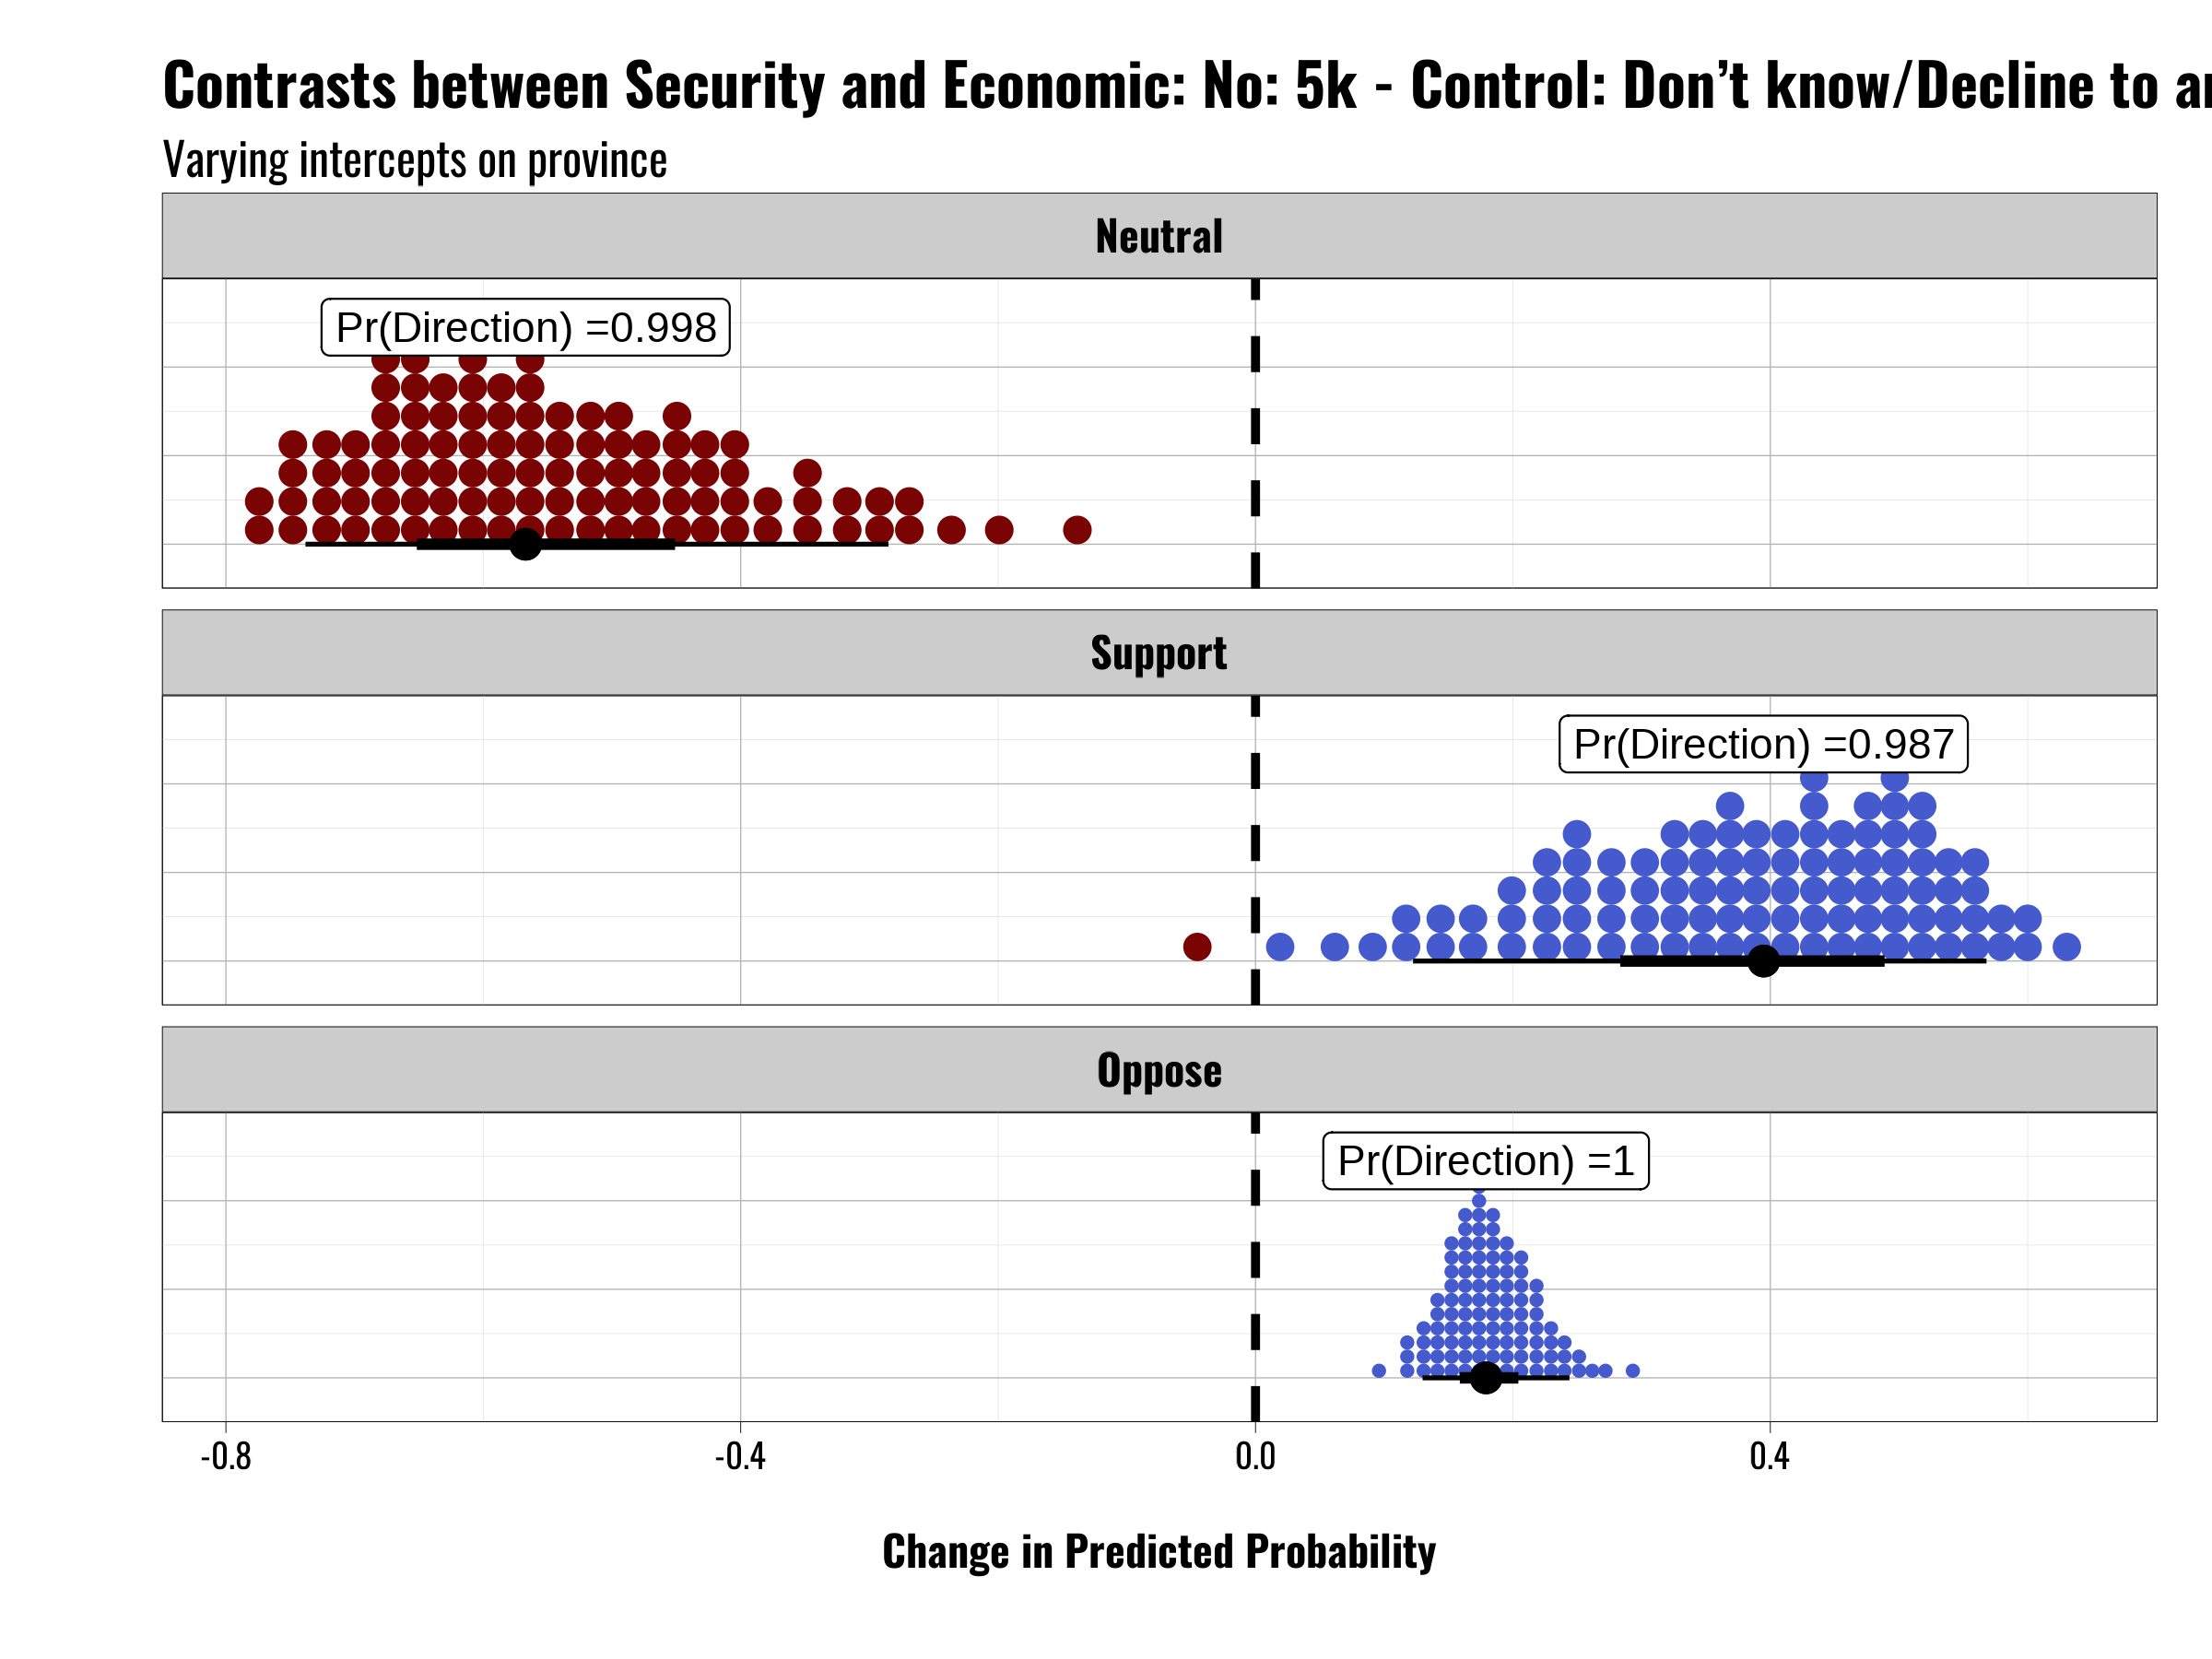 Contrasts between Security and Economic: No: 5k - Control: Don’t know/Decline to
Varying intercepts on province
Neutral
Pr(Direction) =0.998
Support
Pr(Direction) =0.987
Oppose
Pr(Direction) =1
-0.8 -0.4 0.0 0.4
Change in Predicted Probability